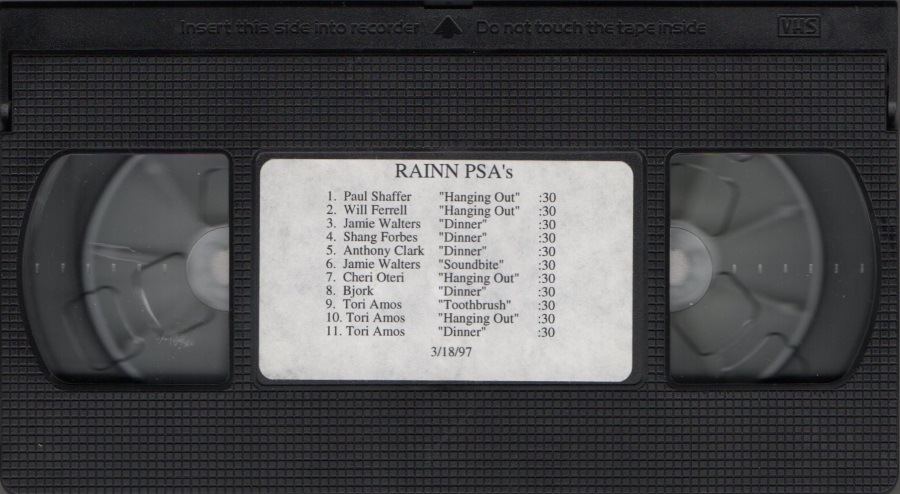 Insert this side into recorder Do not touch the tape inside VHS
RAINN PSA's
1. Paul Shaffer "Hanging Out" :30
2. Will Ferrell "Hanging Out" :30
3. Jamie Walters "Dinner" :30
4. Shang Forbes "Dinner" :30
5. Anthony Clark "Dinner" :30
6. Jamie Walters "Soundbite" :30
7. Cheri Oteri "Hanging Out" :30
8. Bjork "Dinner" :30
9. Tori Amos "Toothbrush" :30
10. Tori Amos "Hanging Out" :30
11. Tori Amos "Dinner" :30
3/18/97